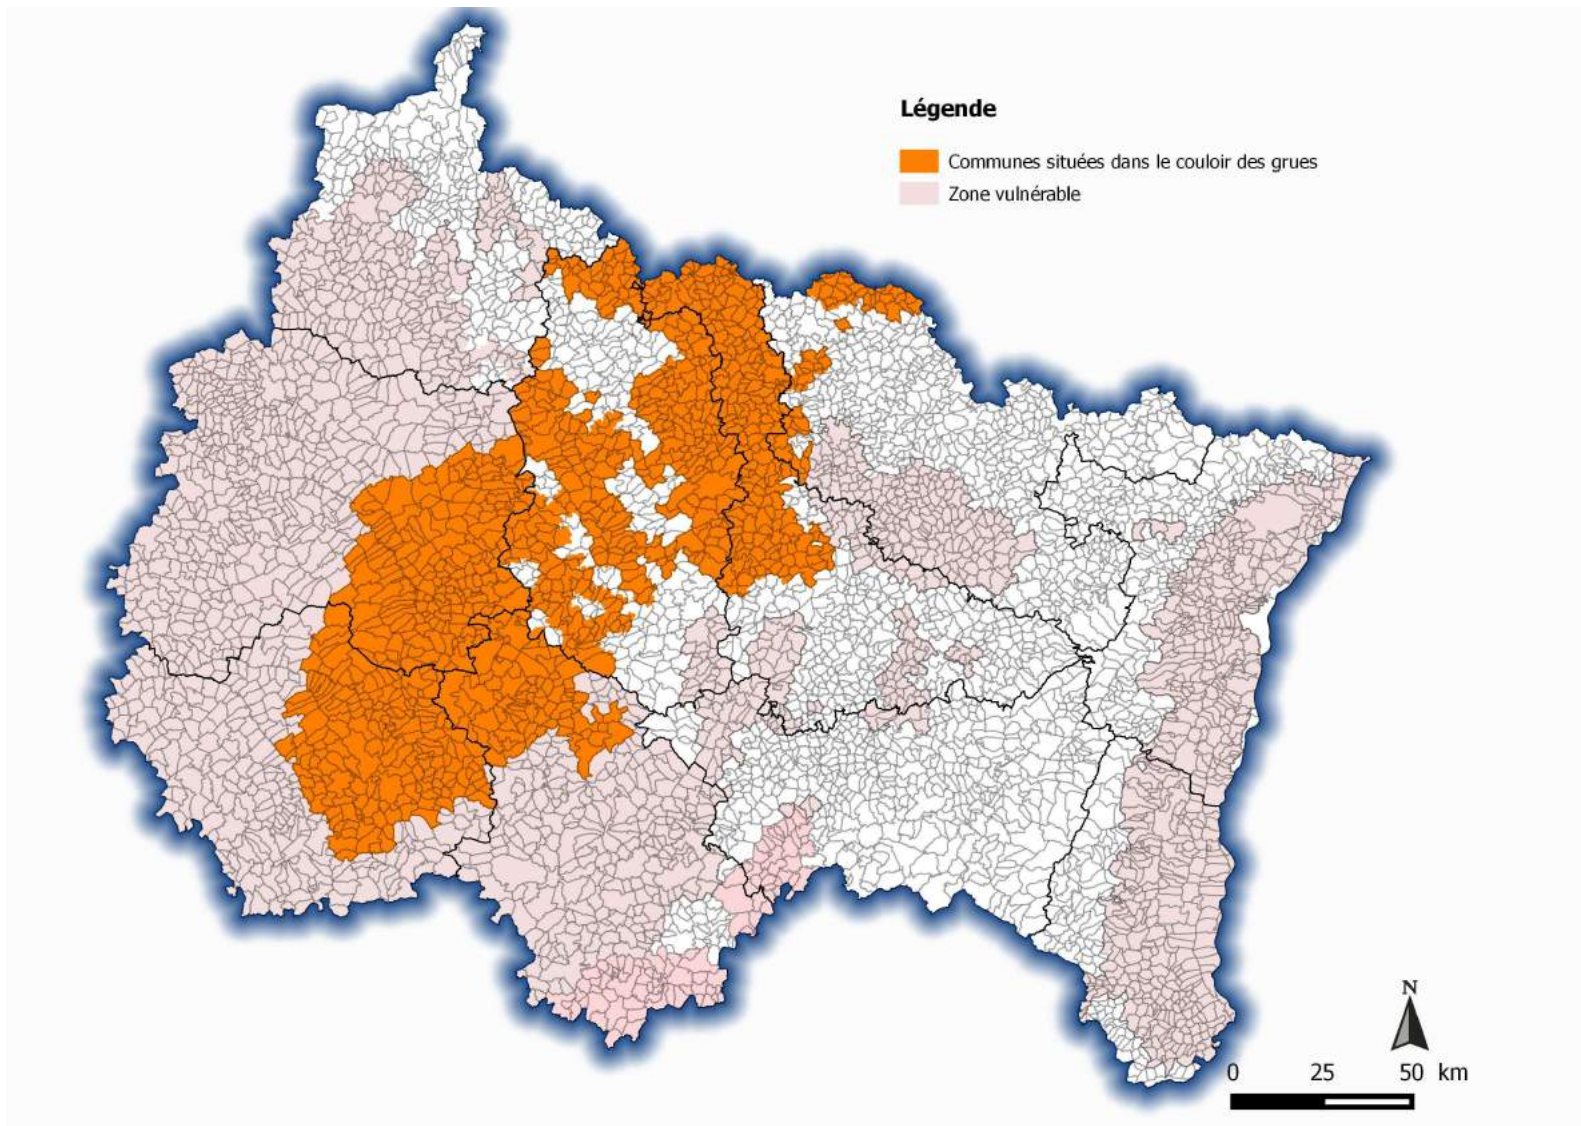 Légende
Communes situées dans le couloir des grues
Zone vulnérable
N
0 25 50 km